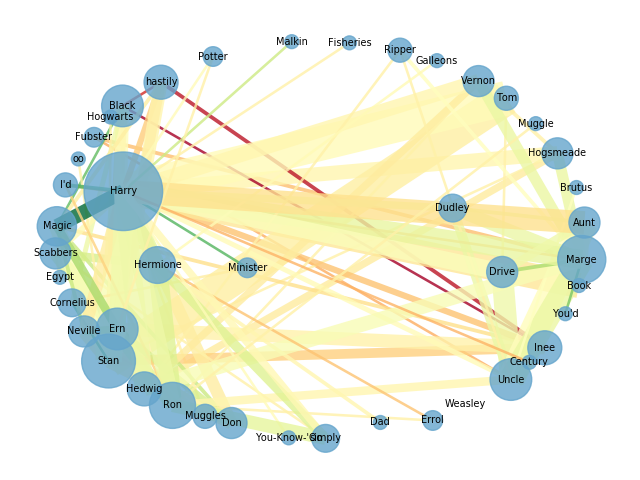 Malkin
Fisheries
Potter
Ripper
Galleons
hastily
Vernon
Tom
Black
Hogwarts
Muggle
Fubster
Hogsmeade
oo
I'd
Harry
Brutus
Dudley
Magic
Aunt
Scabbers
Hermione
Minister
Marge
Egypt
Drive
Book
Cornelius
You'd
Neville
Ern
Inee
Stan
Century
Uncle
Hedwig
Ron
Weasley
Muggles
Don
Dad
Errol
You-Know-'So
Simply